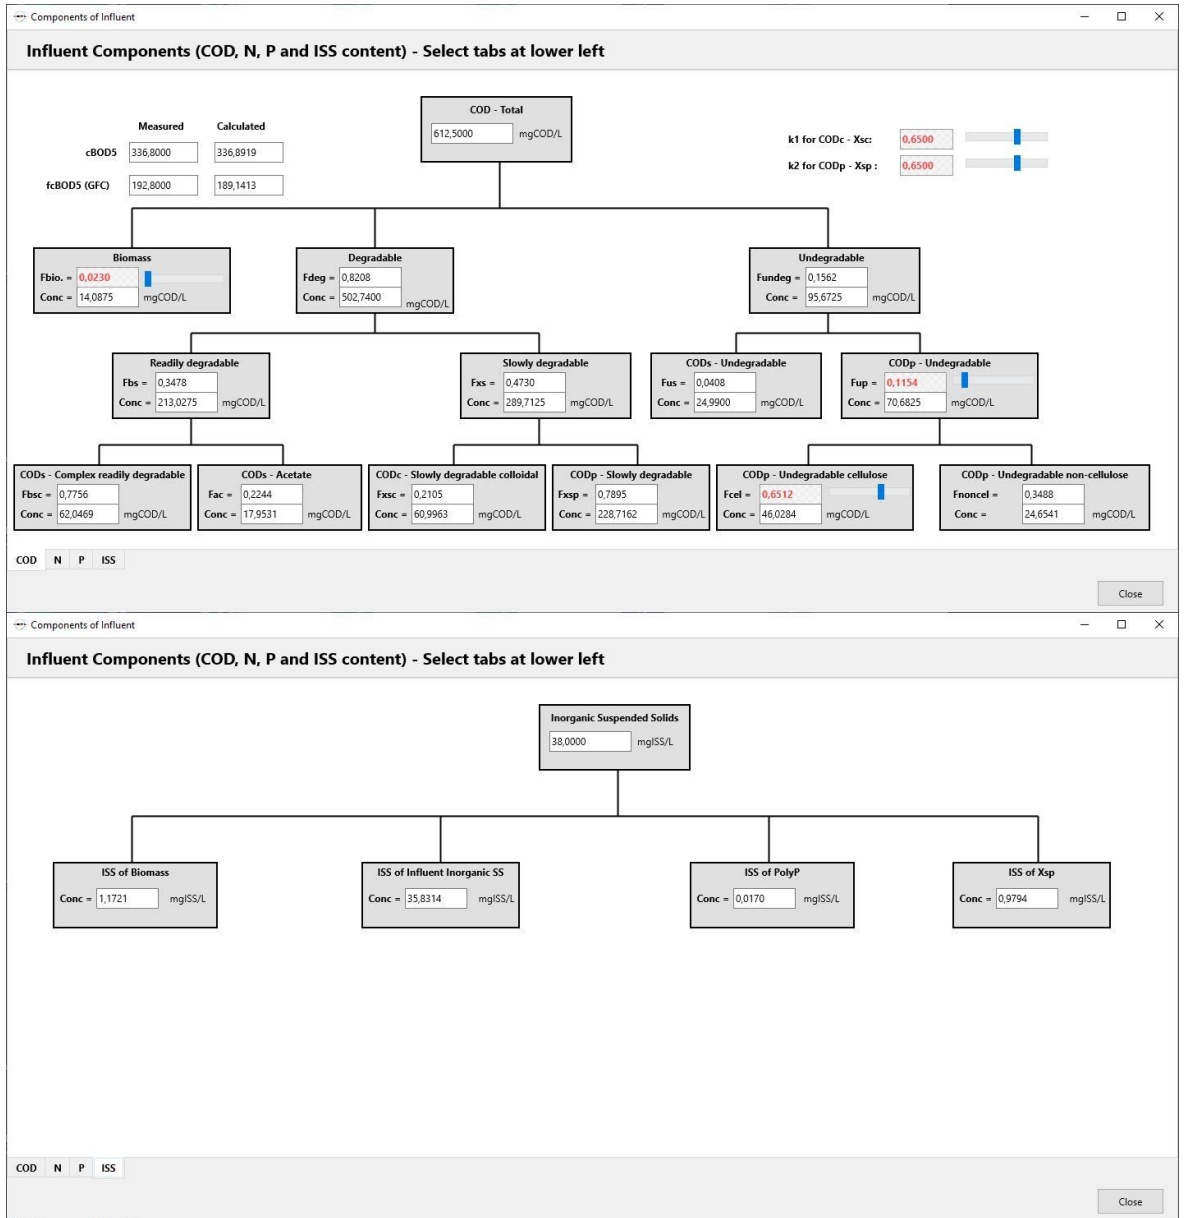 Components of Influent
Influent Components (COD, N, P and ISS content) - Select tabs at lower left
COD - Total
612,5000 mgCOD/L
Measured Calculated
cBOD5 336,8000 336,8919
fcBOD5 (GFC) 192,8000 189,1413
k1 for CODc - Xsc: 0,6500
k2 for CODp - Xsp : 0,6500
Biomass
Fbio. = 0,0230
Conc = 14,0875 mgCOD/L
Degradable
Fdeg = 0,8208
Conc = 502,7400 mgCOD/L
Undegradable
Fundeg = 0,1562
Conc = 95,6725 mgCOD/L
Readily degradable
Fbs = 0,3478
Conc = 213,0275 mgCOD/L
Slowly degradable
Fxs = 0,4730
Conc = 289,7125 mgCOD/L
CODs - Undegradable
Fus = 0,0408
Conc = 24,9900 mgCOD/L
CODp - Undegradable
Fup = 0,1154
Conc = 70,6825 mgCOD/L
CODs - Complex readily degradable
Fbsc = 0,7756
Conc = 62,0469 mgCOD/L
CODs - Acetate
Fac = 0,2244
Conc = 17,9531 mgCOD/L
CODc - Slowly degradable colloidal
Fxsc = 0,2105
Conc = 60,9963 mgCOD/L
CODp - Slowly degradable
Fxsp = 0,7895
Conc = 228,7162 mgCOD/L
CODp - Undegradable cellulose
Fcel = 0,6512
Conc = 46,0284 mgCOD/L
CODp - Undegradable non-cellulose
Fnoncel = 0,3488
Conc = 24,6541 mgCOD/L
COD N P ISS
Close
Components of Influent
Influent Components (COD, N, P and ISS content) - Select tabs at lower left
Inorganic Suspended Solids
38,0000 mgISS/L
ISS of Biomass
Conc = 1,1721 mgISS/L
ISS of Influent Inorganic SS
Conc = 35,8314 mgISS/L
ISS of PolyP
Conc = 0,0170 mgISS/L
ISS of Xsp
Conc = 0,9794 mgISS/L
COD N P ISS
Close